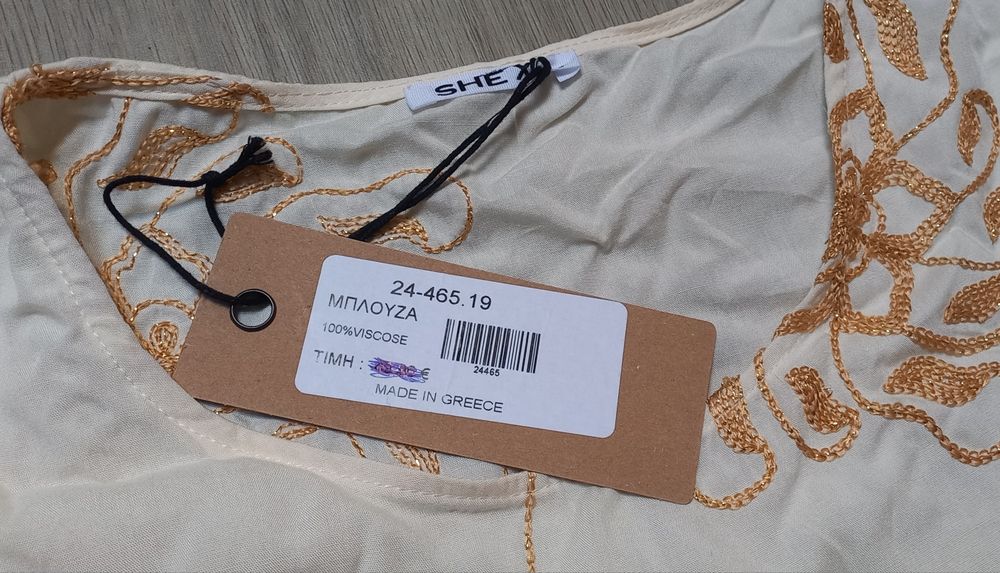 SHE
24-465.19
ΜΠΛΟΥΖΑ
100%VISCOSE
24465
ΤΙΜΗ : €
MADE IN GREECE